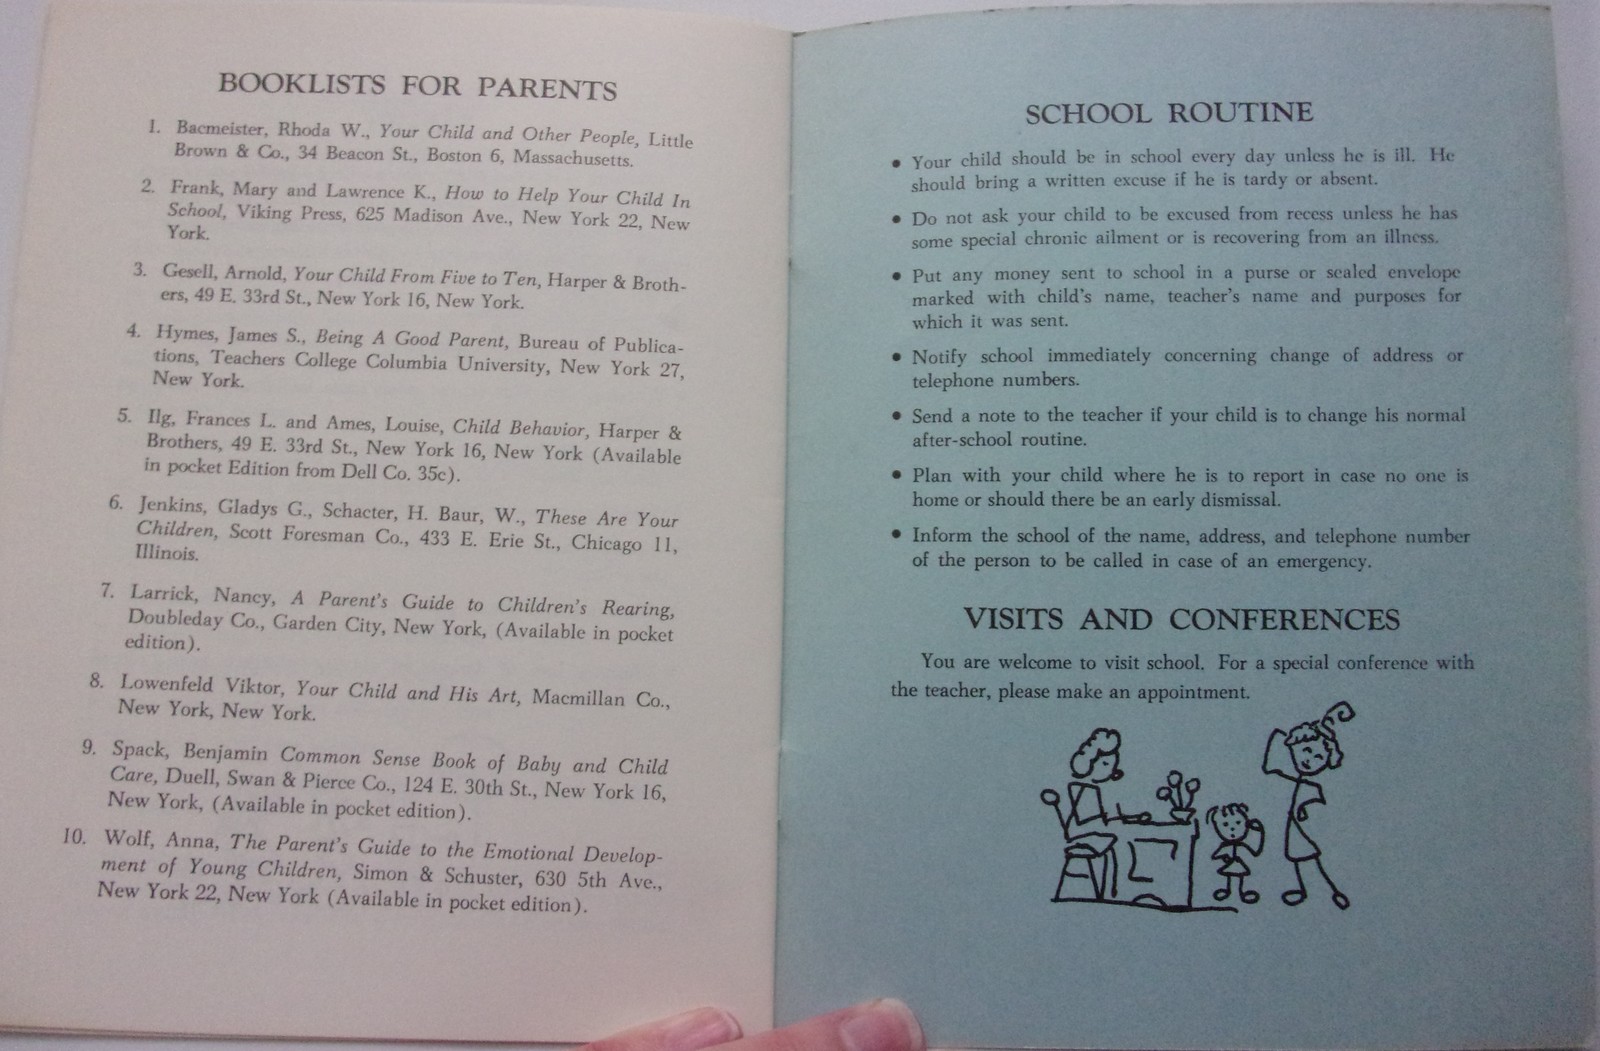 BOOKLISTS FOR PARENTS
1. Bacmeister, Rhoda W., Your Child and Other People, Little
Brown & Co., 34 Beacon St., Boston 6, Massachusetts.
2. Frank, Mary and Lawrence K., How to Help Your Child In
School, Viking Press, 625 Madison Ave., New York 22, New
York.
3. Gesell, Arnold, Your Child From Five to Ten, Harper & Broth-
ers, 49 E. 33rd St., New York 16, New York.
4. Hymes, James S., Being A Good Parent, Bureau of Publica-
tions, Teachers College Columbia University, New York 27,
New York.
5. Ilg, Frances L. and Ames, Louise, Child Behavior, Harper &
Brothers, 49 E. 33rd St., New York 16, New York (Available
in pocket Edition from Dell Co. 35c).
6. Jenkins, Gladys G., Schacter, H. Baur, W., These Are Your
Children, Scott Foresman Co., 433 E. Erie St., Chicago 11,
Illinois.
7. Larrick, Nancy, A Parent's Guide to Children's Rearing,
Doubleday Co., Garden City, New York, (Available in pocket
edition).
8. Lowenfeld Viktor, Your Child and His Art, Macmillan Co.,
New York, New York.
9. Spack, Benjamin Common Sense Book of Baby and Child
Care, Duell, Swan & Pierce Co., 124 E. 30th St., New York 16,
New York, (Available in pocket edition).
10. Wolf, Anna, The Parent's Guide to the Emotional Develop-
ment of Young Children, Simon & Schuster, 630 5th Ave.,
New York 22, New York (Available in pocket edition).
SCHOOL ROUTINE
• Your child should be in school every day unless he is ill. He
should bring a written excuse if he is tardy or absent.
• Do not ask your child to be excused from recess unless he has
some special chronic ailment or is recovering from an illness.
• Put any money sent to school in a purse or sealed envelope
marked with child's name, teacher's name and purposes for
which it was sent.
• Notify school immediately concerning change of address or
telephone numbers.
• Send a note to the teacher if your child is to change his normal
after-school routine.
• Plan with your child where he is to report in case no one is
home or should there be an early dismissal.
• Inform the school of the name, address, and telephone number
of the person to be called in case of an emergency.
VISITS AND CONFERENCES
You are welcome to visit school. For a special conference with
the teacher, please make an appointment.